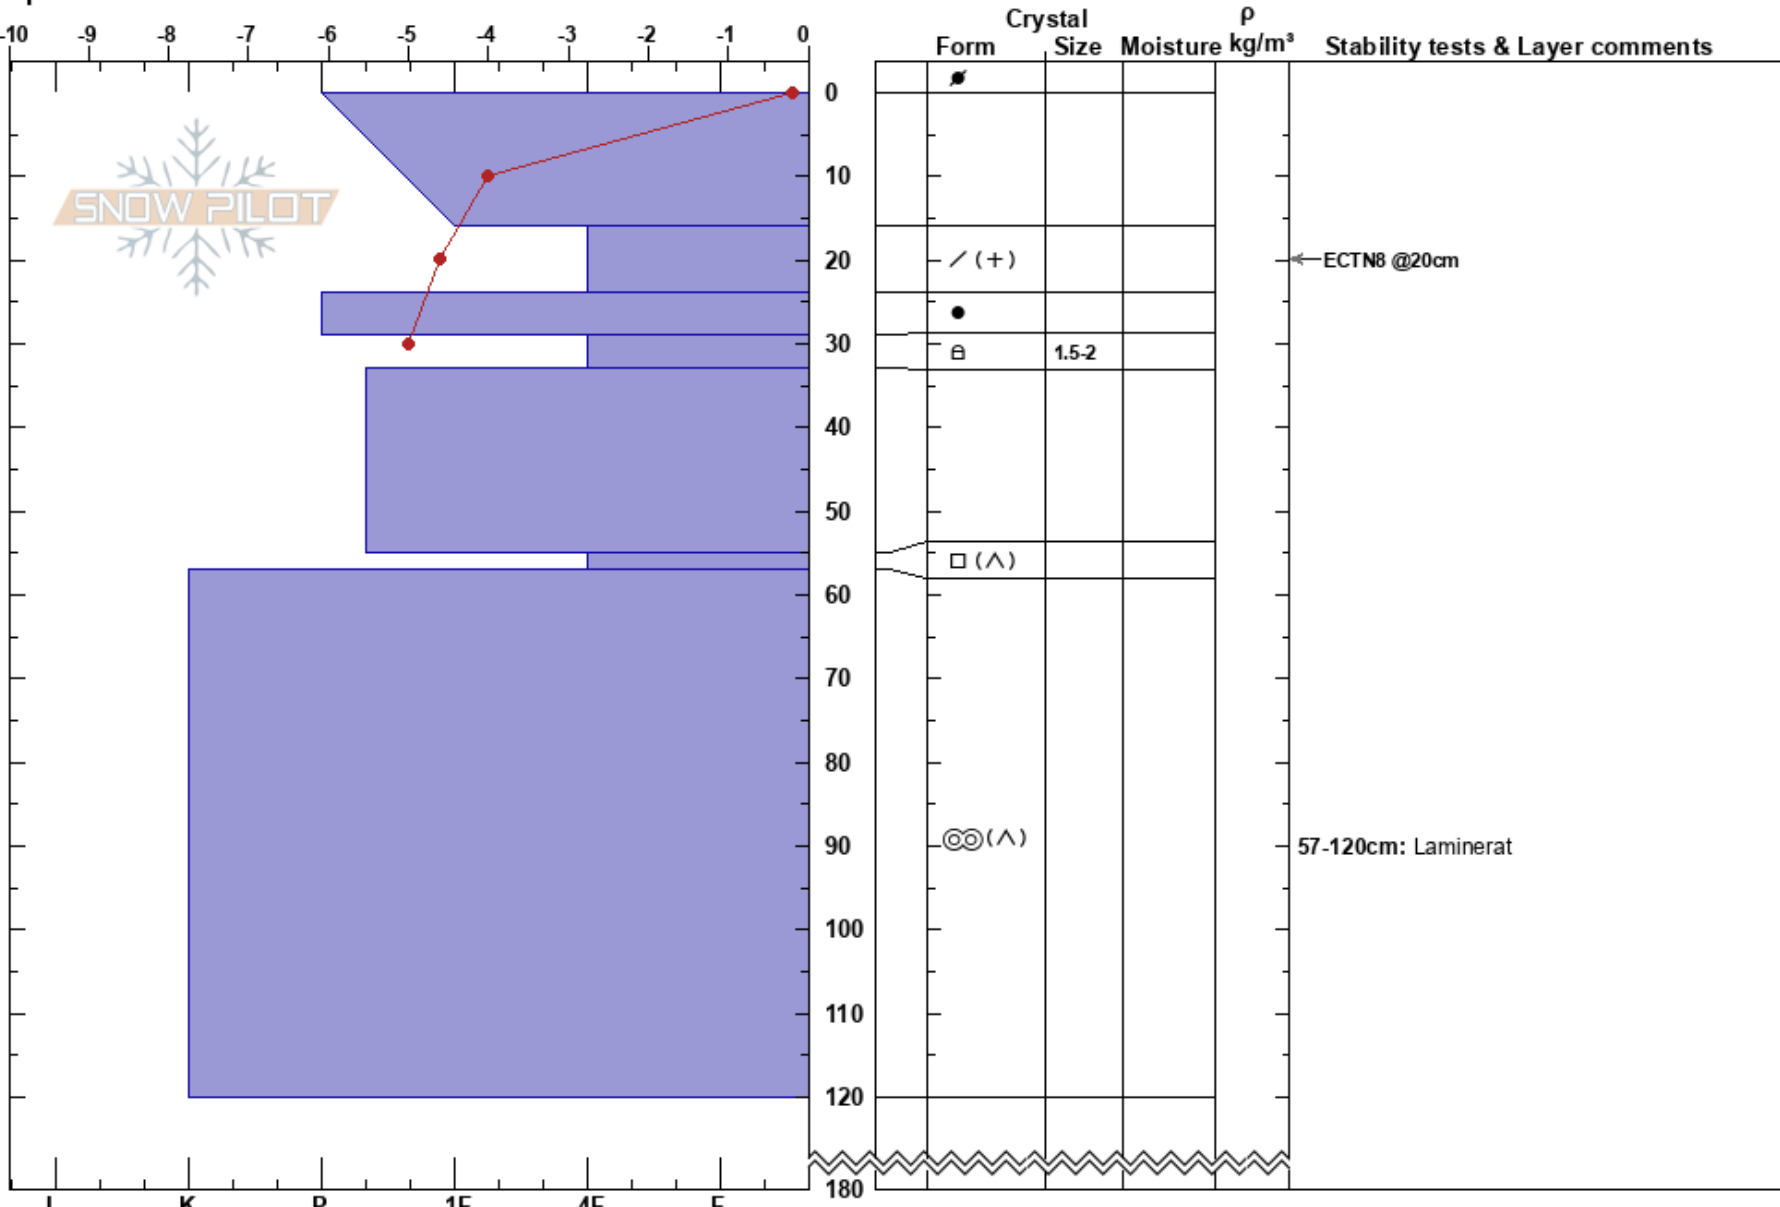 Crystal ρ
-10 -9 -8 -7 -6 -5 -4 -3 -2 -1 0 Form Size Moisture kg/m³ Stability tests & Layer comments
0
SNOW PILOT
10
20 (+) ECTN8 @20cm
30 1.5-2
40
50
60
70
80
90 57-120cm: Laminerat
100
110
120
180
I K P 1F 4F F